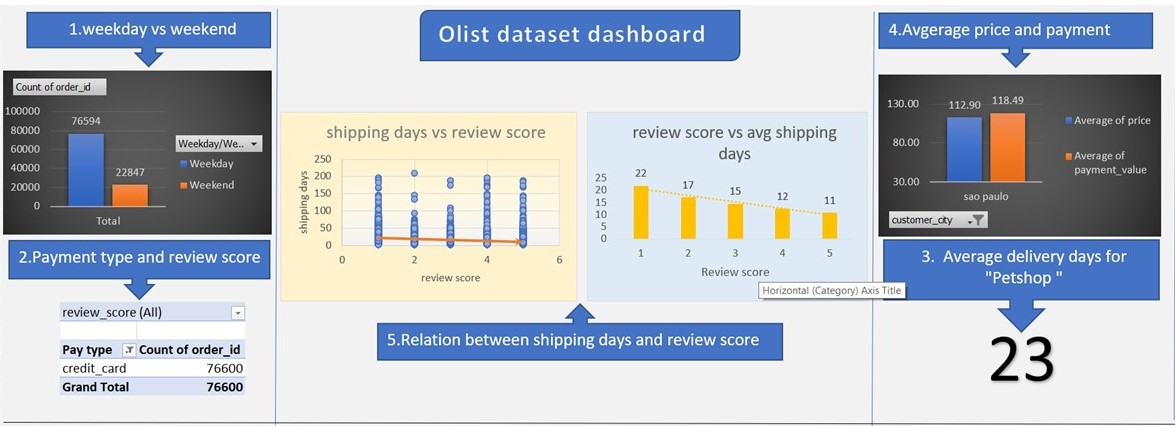 Olist dataset dashboard
1.weekday vs weekend
Count of order_id
100000
80000
60000
40000
20000
0
76594
22847
Total
Weekday/We...
Weekday
Weekend
2.Payment type and review score
review_score (All)
Pay type Count of order_id
credit_card 76600
Grand Total 76600
shipping days vs review score
shipping days
250
200
150
100
50
0
0 2 4 6
review score
review score vs avg shipping
days
25
20
15
10
5
0
22
17
15
12
11
1 2 3 4 5
Review score
Horizontal (Category) Axis Title
5.Relation between shipping days and review score
4.Avgerage price and payment
130.00
80.00
30.00
112.90
118.49
sao paulo
Average of price
Average of
payment_value
customer_city
3. Average delivery days for
"Petshop "
23